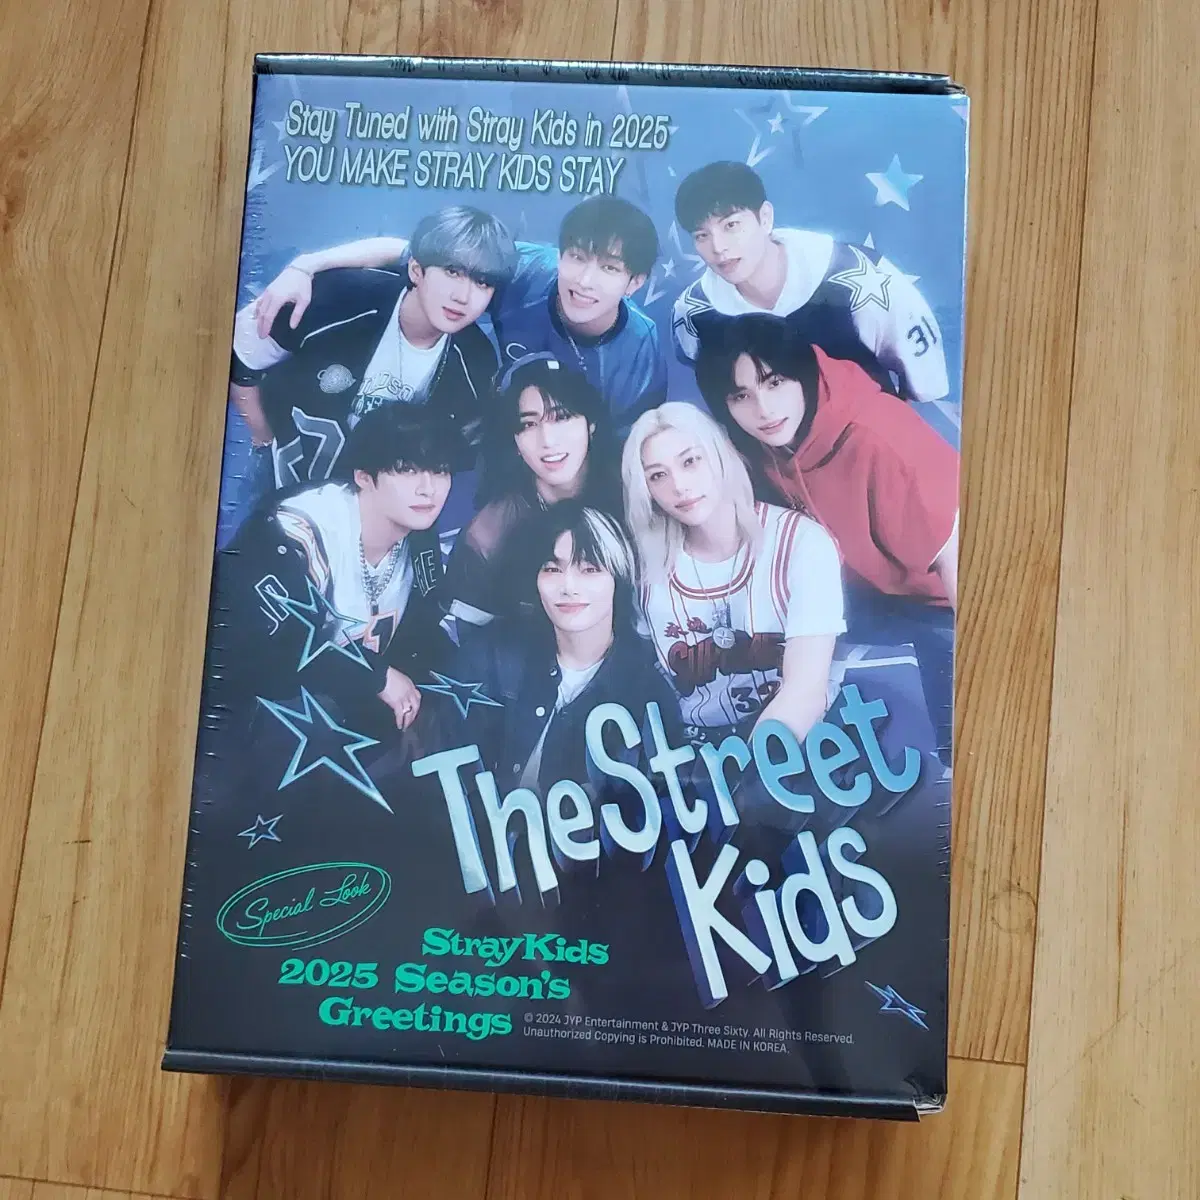 Stay Tuned with Stray Kids in 2025
YOU MAKE STRAY KIDS STAY
31
32
The Street
Kids
Special Look
Stray Kids
2025 Season's
Greetings
© 2024 JYP Entertainment & JYP Three Sixty. All Rights Reserved.
Unauthorized Copying is Prohibited. MADE IN KOREA.